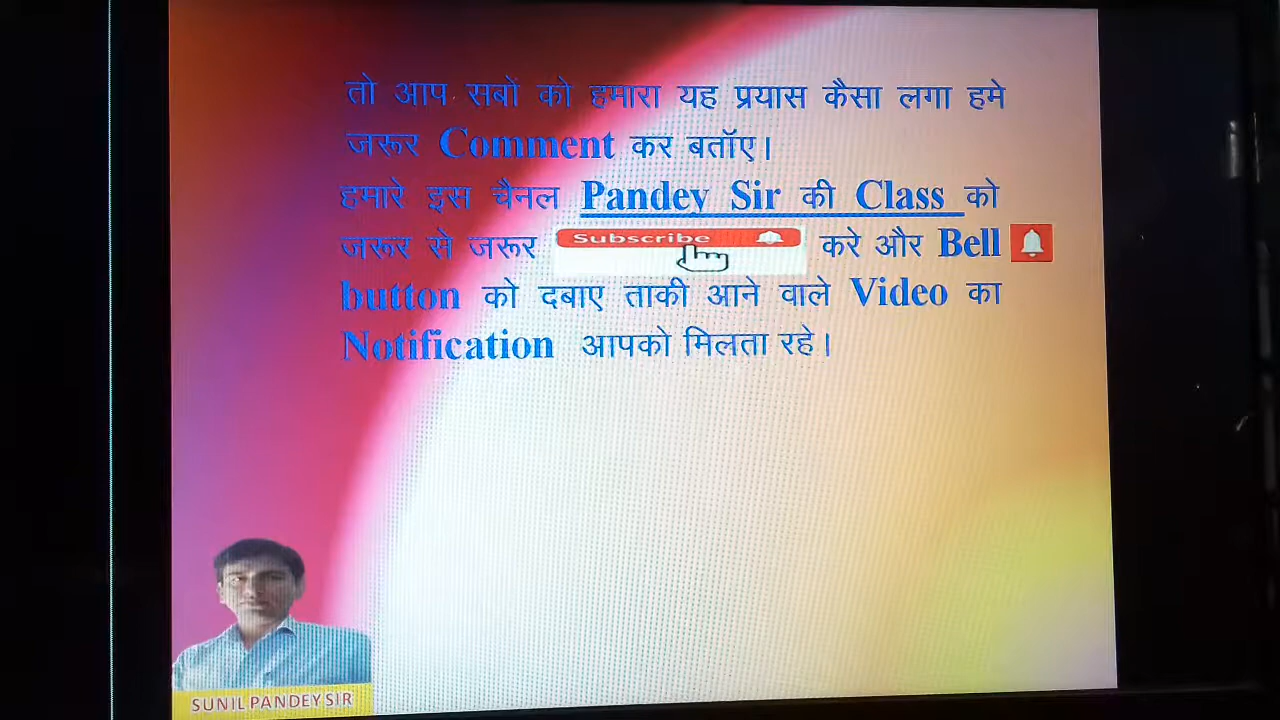 तो आप सबों को हमारा यह प्रयास कैसा लगा हमे
जरूर Comment कर बतॉए।
हमारे इस चैनल Pandey Sir की Class को
जरूर से जरूर Subscribe करे और Bell
button को दबाए ताकी आने वाले Video का
Notification आपको मिलता रहे।
SUNIL PANDEY SIR